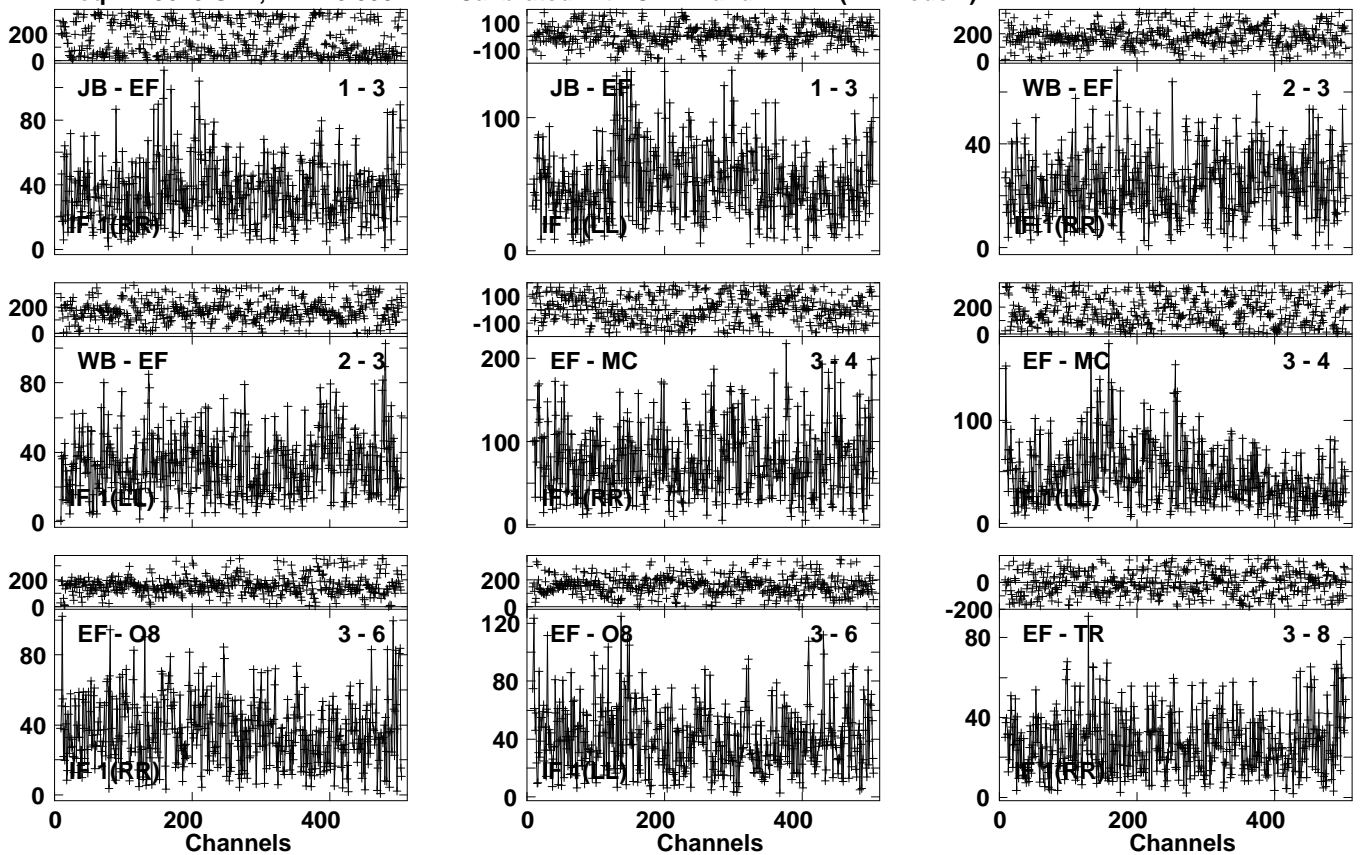 200
0
JB - EF 1 - 3
80
40
0
IF 1(RR)
100
-100
JB - EF 1 - 3
100
0
IF 1(LL)
200
0
WB - EF 2 - 3
40
0
IF 1(RR)
200
0
WB - EF 2 - 3
80
40
0
IF 1(LL)
100
-100
EF - MC 3 - 4
200
100
0
IF 1(RR)
200
0
EF - MC 3 - 4
100
0
IF 1(LL)
200
0
EF - O8 3 - 6
80
40
0
IF 1(RR)
0 200 400
Channels
200
0
EF - O8 3 - 6
120
80
40
0
IF 1(LL)
0 200 400
Channels
0
-200
EF - TR 3 - 8
80
40
0
IF 1(RR)
0 200 400
Channels